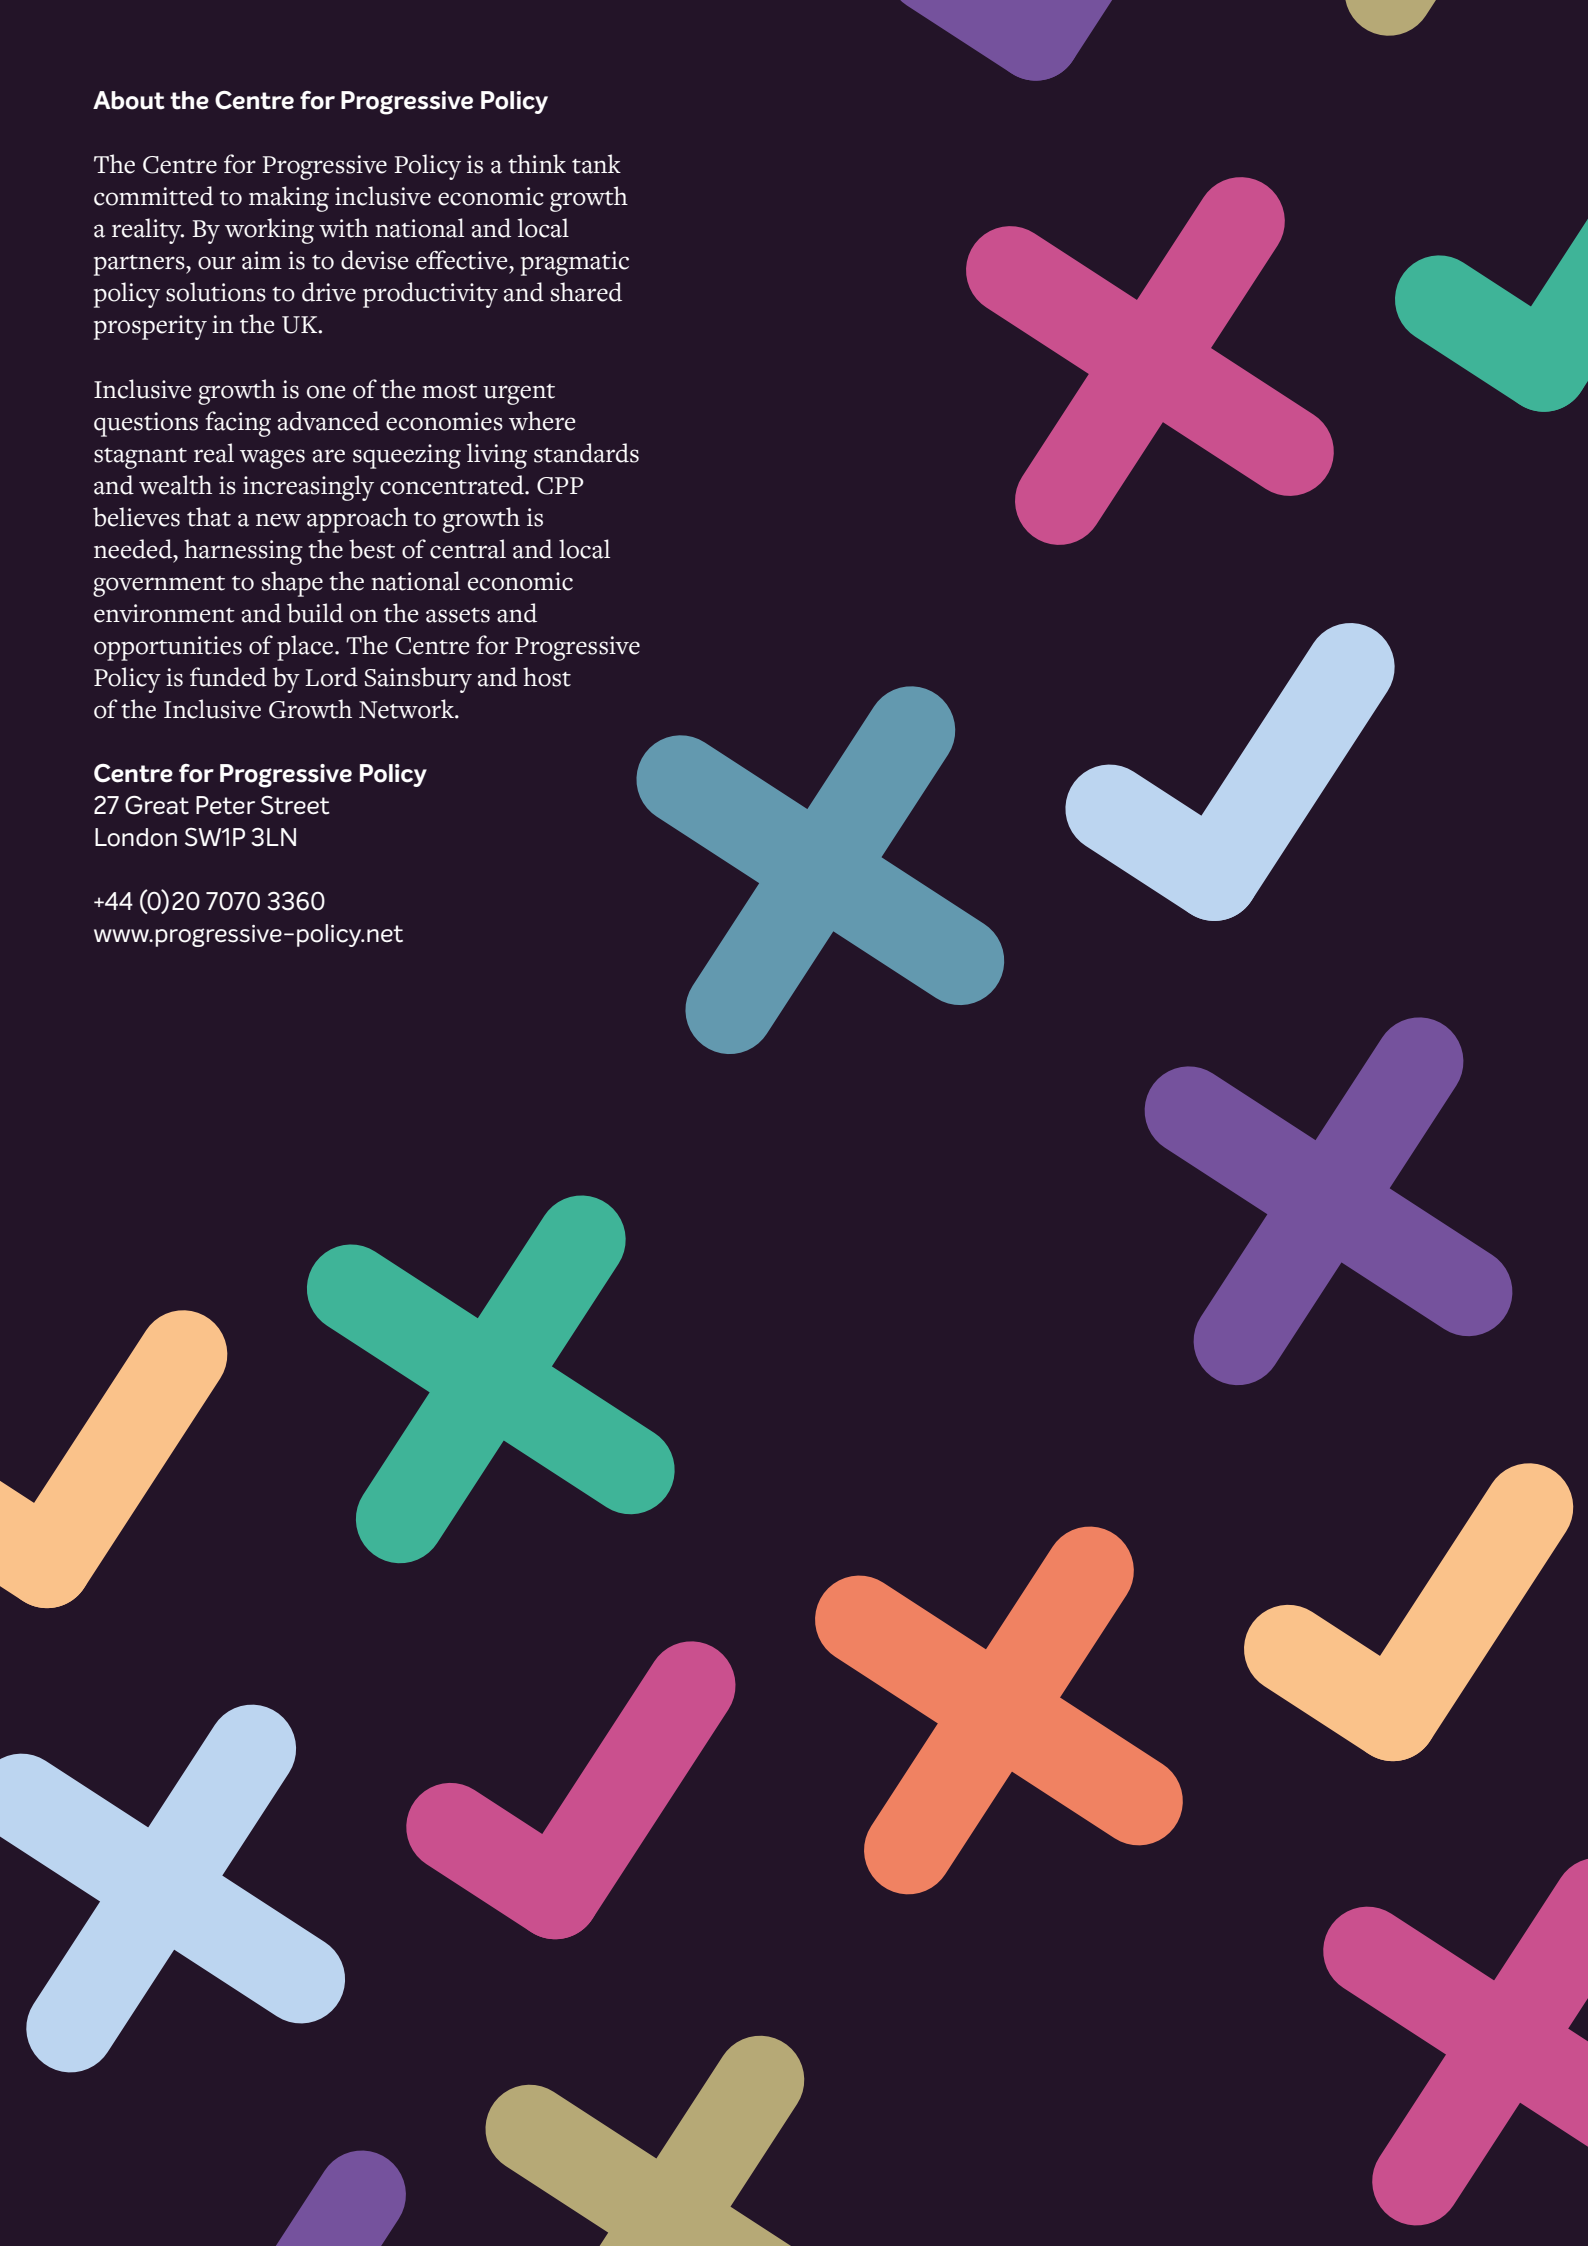 About the Centre for Progressive Policy
The Centre for Progressive Policy is a think tank
committed to making inclusive economic growth
a reality. By working with national and local
partners, our aim is to devise effective, pragmatic
policy solutions to drive productivity and shared
prosperity in the UK.
Inclusive growth is one of the most urgent
questions facing advanced economies where
stagnant real wages are squeezing living standards
and wealth is increasingly concentrated. CPP
believes that a new approach to growth is
needed, harnessing the best of central and local
government to shape the national economic
environment and build on the assets and
opportunities of place. The Centre for Progressive
Policy is funded by Lord Sainsbury and host
of the Inclusive Growth Network.
Centre for Progressive Policy
27 Great Peter Street
London SW1P 3LN
+44 (0)20 7070 3360
www.progressive-policy.net